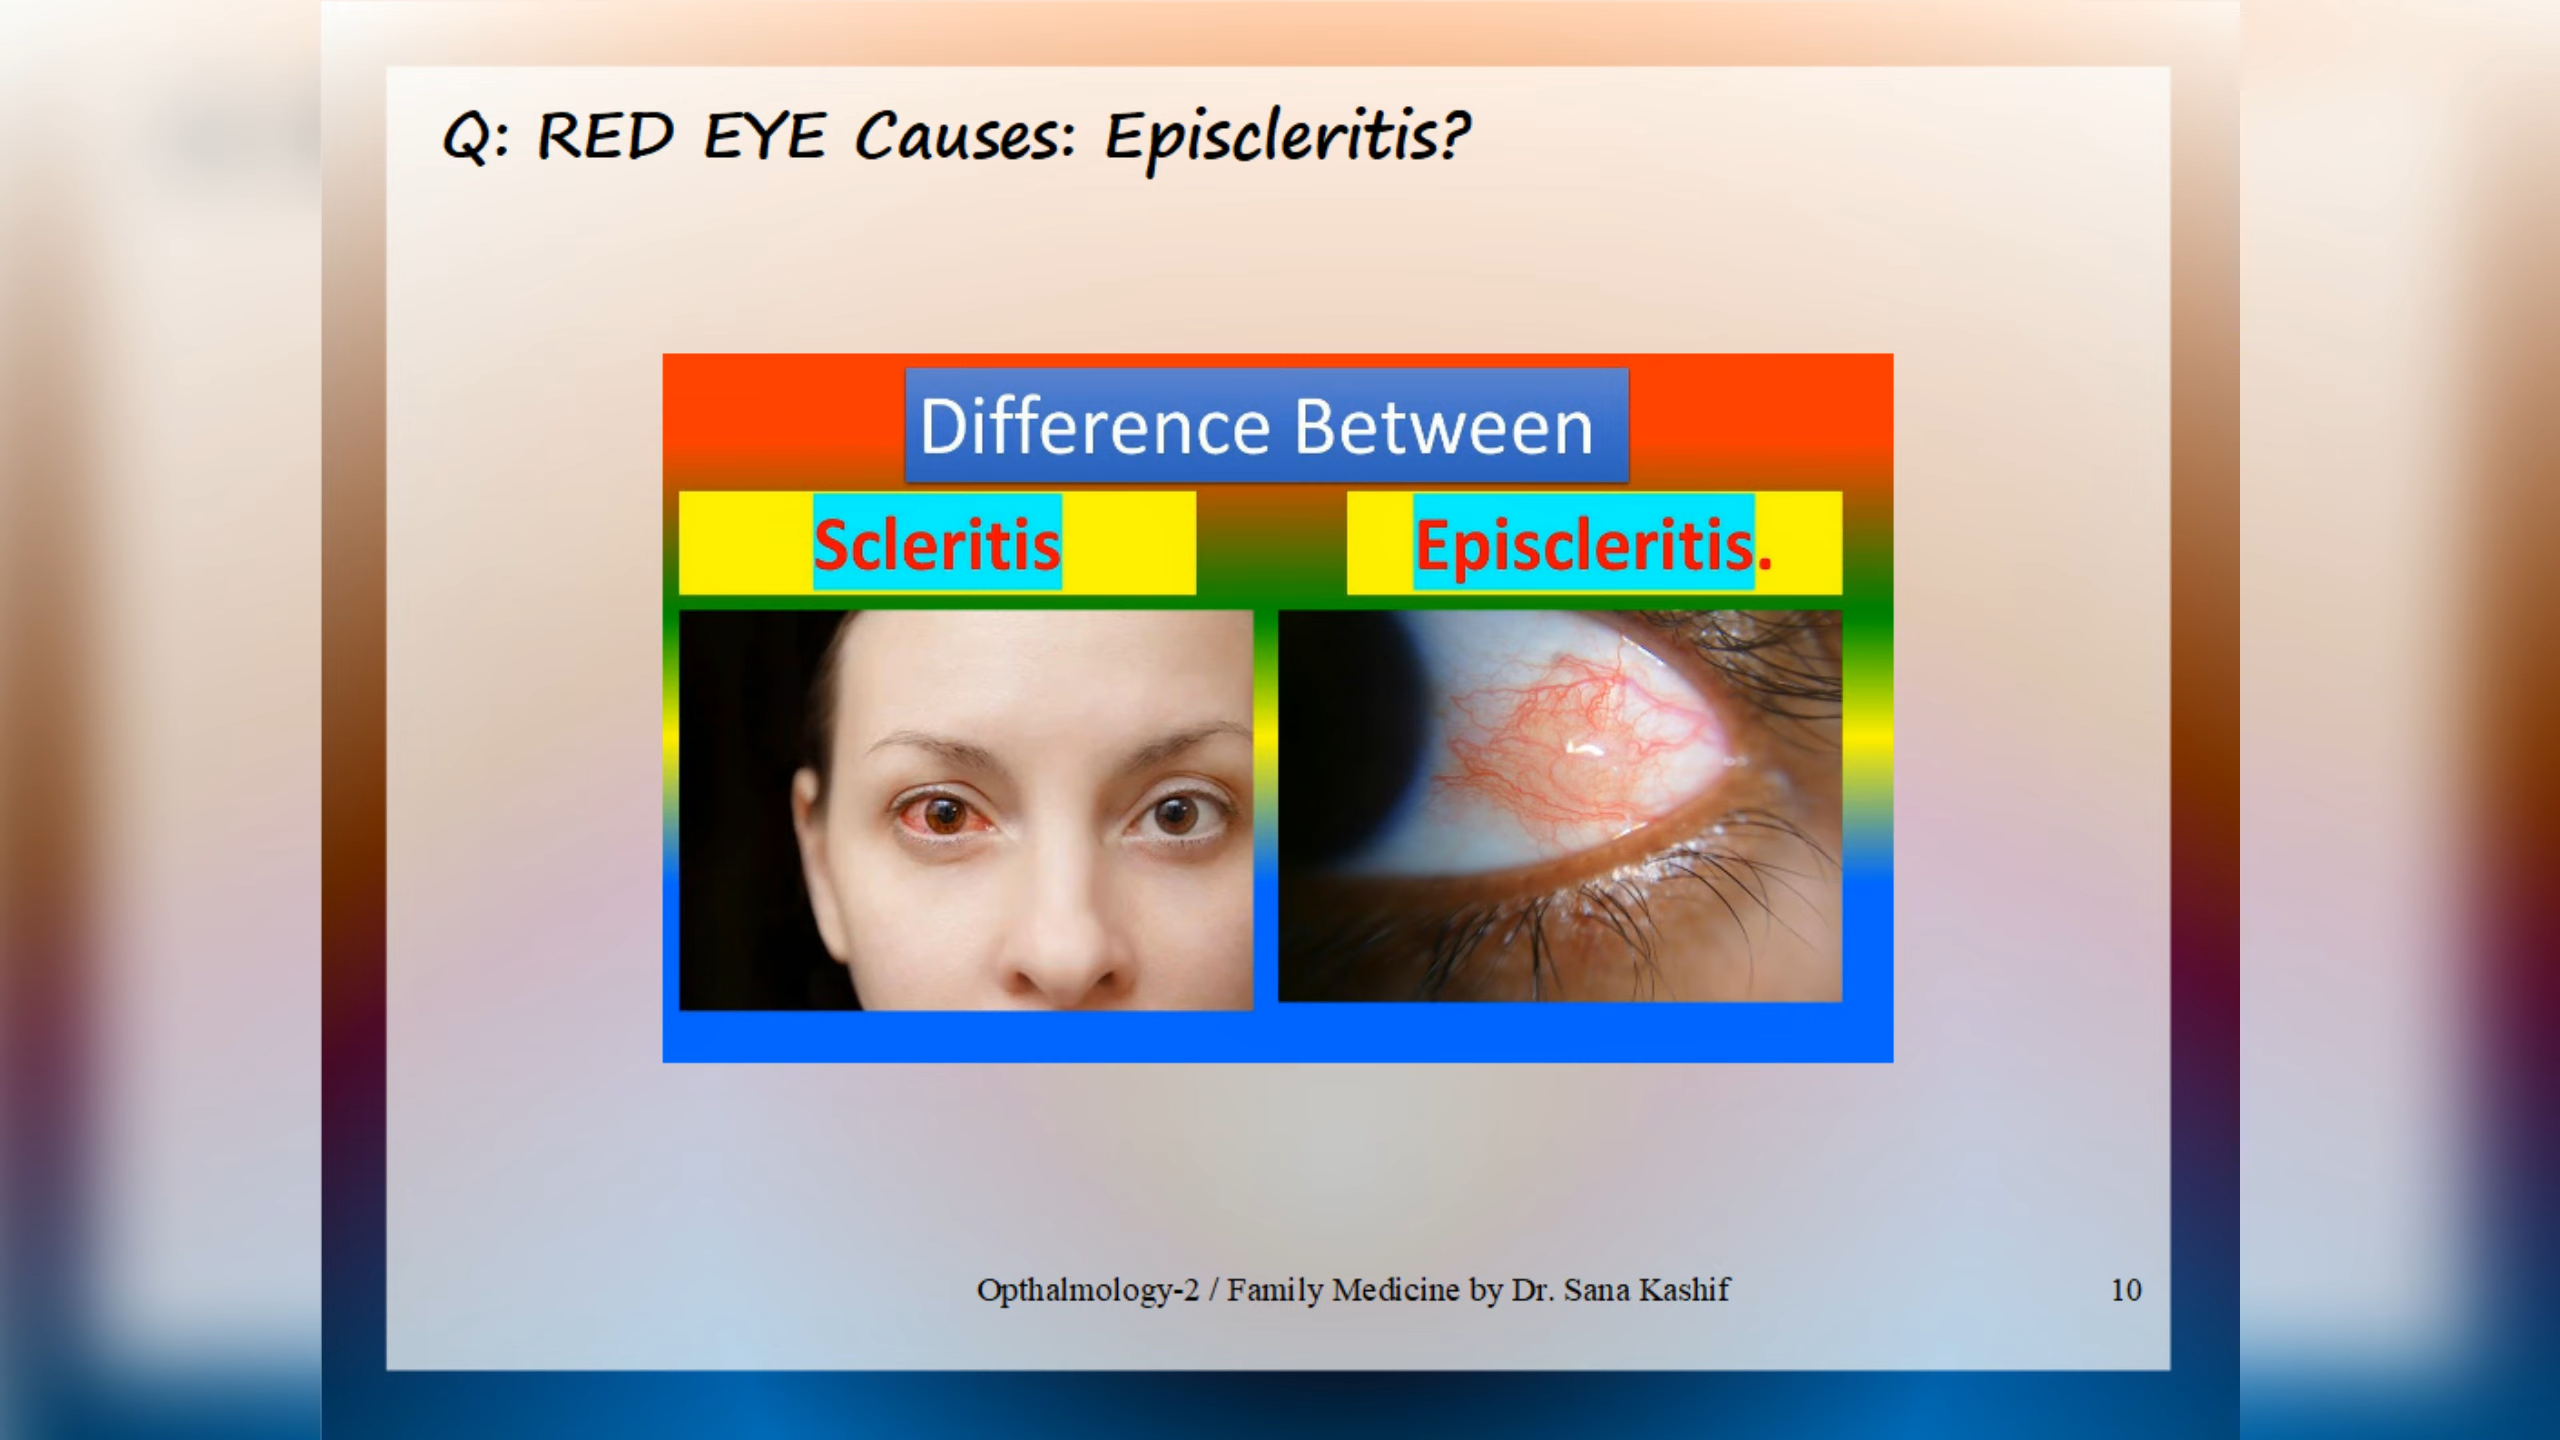 Q: RED EYE Causes: Episcleritis?
Difference Between
Scleritis
Episcleritis.
Opthalmology-2 / Family Medicine by Dr. Sana Kashif
10